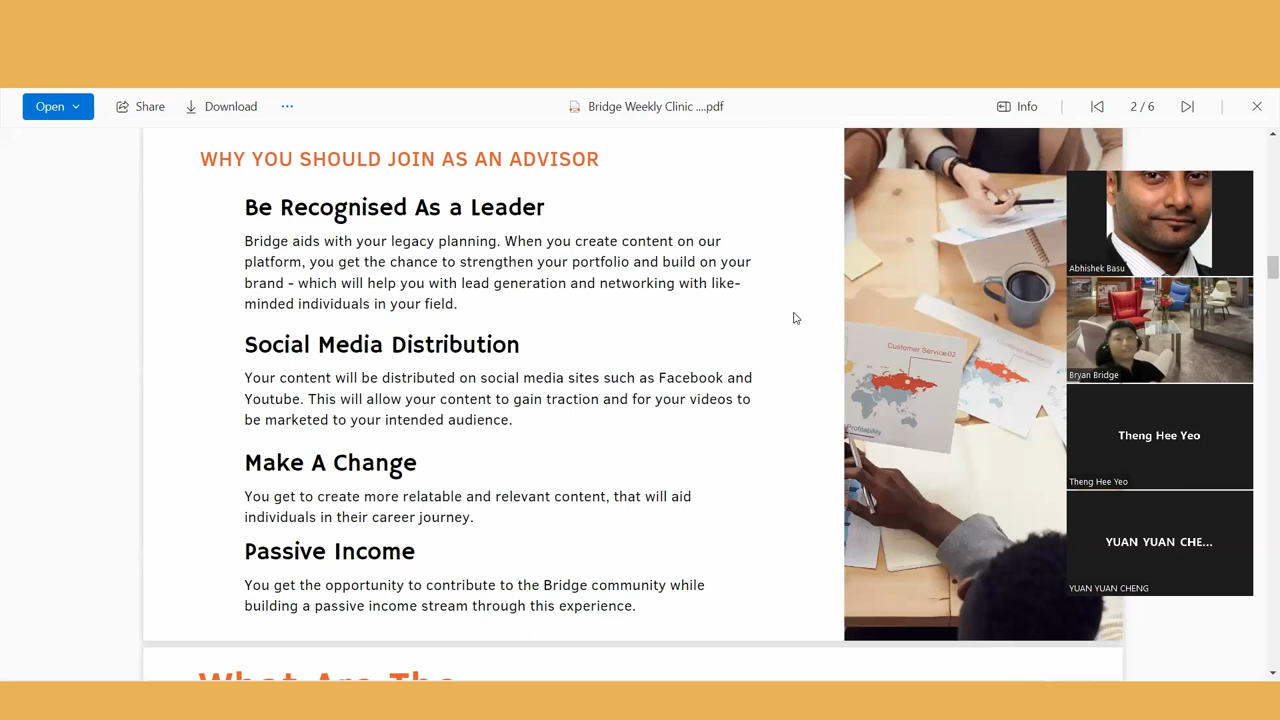 Open
Share
Download
Bridge Weekly Clinic ....pdf
Info
2 / 6
WHY YOU SHOULD JOIN AS AN ADVISOR
Be Recognised As a Leader
Bridge aids with your legacy planning. When you create content on our
platform, you get the chance to strengthen your portfolio and build on your
brand - which will help you with lead generation and networking with like-
minded individuals in your field.
Social Media Distribution
Your content will be distributed on social media sites such as Facebook and
Youtube. This will allow your content to gain traction and for your videos to
be marketed to your intended audience.
Make A Change
You get to create more relatable and relevant content, that will aid
individuals in their career journey.
Passive Income
You get the opportunity to contribute to the Bridge community while
building a passive income stream through this experience.
What Are The
Customer Service02
Profitability
Abhishek Basu
Bryan Bridge
Theng Hee Yeo
Theng Hee Yeo
YUAN YUAN CHE...
YUAN YUAN CHENG